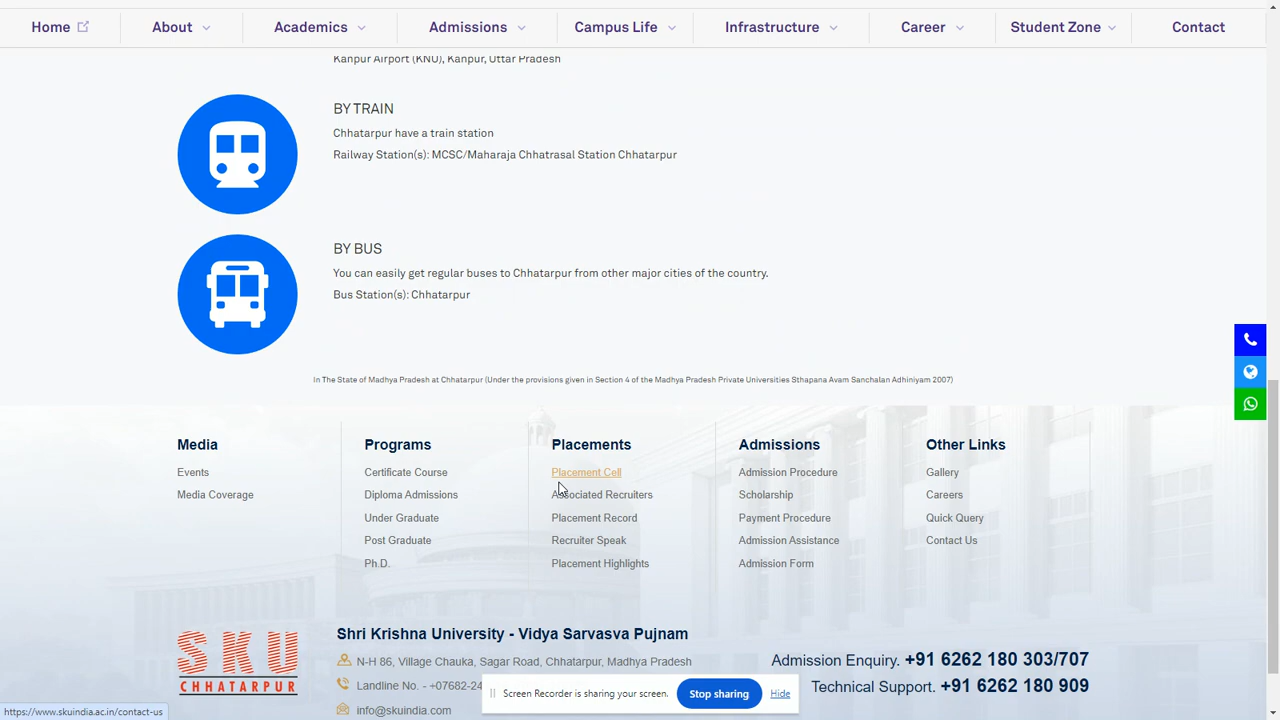 Home About Academics Admissions Campus Life Infrastructure Career Student Zone Contact
Kanpur Airport (KNU), Kanpur, Uttar Pradesh
BY TRAIN
Chhatarpur have a train station
Railway Station(s): MCSC/Maharaja Chhatrasal Station Chhatarpur
BY BUS
You can easily get regular buses to Chhatarpur from other major cities of the country.
Bus Station(s): Chhatarpur
In The State of Madhya Pradesh at Chhatarpur (Under the provisions given in Section 4 of the Madhya Pradesh Private Universities Sthapana Avam Sanchalan Adhiniyam 2007)
Media
Events
Media Coverage
Programs
Certificate Course
Diploma Admissions
Under Graduate
Post Graduate
Ph.D.
Placements
Placement Cell
Associated Recruiters
Placement Record
Recruiter Speak
Placement Highlights
Admissions
Admission Procedure
Scholarship
Payment Procedure
Admission Assistance
Admission Form
Other Links
Gallery
Careers
Quick Query
Contact Us
SKU
CHHATARPUR
Shri Krishna University - Vidya Sarvasva Pujnam
N-H 86, Village Chauka, Sagar Road, Chhatarpur, Madhya Pradesh
Landline No. - +07682-24
info@skuindia.com
Admission Enquiry. +91 6262 180 303/707
Technical Support. +91 6262 180 909
Screen Recorder is sharing your screen. Stop sharing Hide
https://www.skuindia.ac.in/contact-us